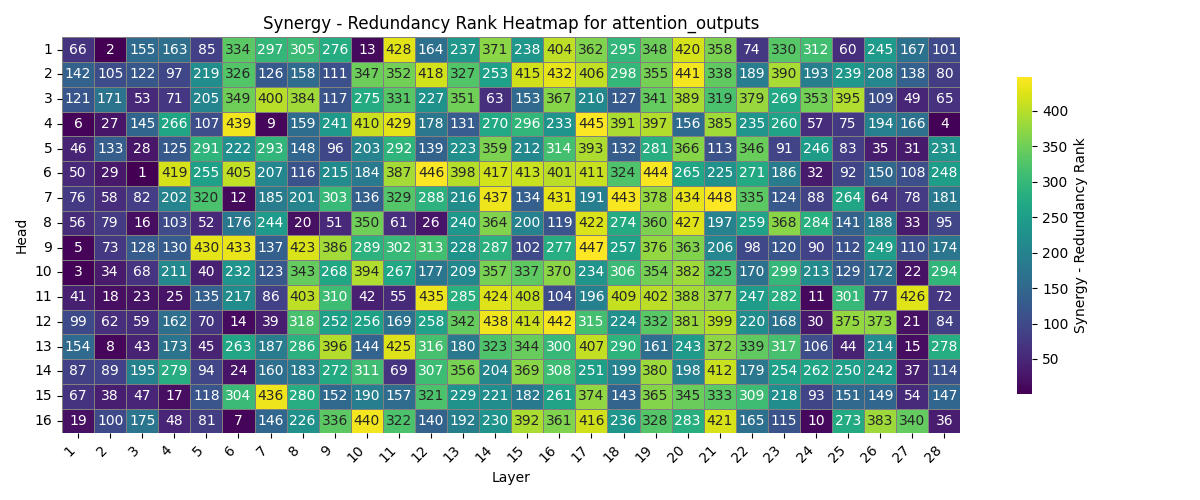 Synergy - Redundancy Rank Heatmap for attention_outputs
1 66 2 155 163 85 334 297 305 276 13 428 164 237 371 238 404 362 295 348 420 358 74 330 312 60 245 167 101
2 142 105 122 97 219 326 126 158 111 347 352 418 327 253 415 432 406 298 355 441 338 189 390 193 239 208 138 80
3 121 171 53 71 205 349 400 384 117 275 331 227 351 63 153 367 210 127 341 389 319 379 269 353 395 109 49 65
4 6 27 145 266 107 439 9 159 241 410 429 178 131 270 296 233 445 391 397 156 385 235 260 57 75 194 166 4
5 46 133 28 125 291 222 293 148 96 203 292 139 223 359 212 314 393 132 281 366 113 346 91 246 83 35 31 231
6 50 29 1 419 255 405 207 116 215 184 387 446 398 417 413 401 411 324 444 265 225 271 186 32 92 150 108 248
7 76 58 82 202 320 12 185 201 303 136 329 288 216 437 134 431 191 443 378 434 448 335 124 88 264 64 78 181
8 56 79 16 103 52 176 244 20 51 350 61 26 240 364 200 119 422 274 360 427 197 259 368 284 141 188 33 95
9 5 73 128 130 430 433 137 423 386 289 302 313 228 287 102 277 447 257 376 363 206 98 120 90 112 249 110 174
10 3 34 68 211 40 232 123 343 268 394 267 177 209 357 337 370 234 306 354 382 325 170 299 213 129 172 22 294
11 41 18 23 25 135 217 86 403 310 42 55 435 285 424 408 104 196 409 402 388 377 247 282 11 301 77 426 72
12 99 62 59 162 70 14 39 318 252 256 169 258 342 438 414 442 315 224 332 381 399 220 168 30 375 373 21 84
13 154 8 43 173 45 263 187 286 396 144 425 316 180 323 344 300 407 290 161 243 372 339 317 106 44 214 15 278
14 87 89 195 279 94 24 160 183 272 311 69 307 356 204 369 308 251 199 380 198 412 179 254 262 250 242 37 114
15 67 38 47 17 118 304 436 280 152 190 157 321 229 221 182 261 374 143 365 345 333 309 218 93 151 149 54 147
16 19 100 175 48 81 7 146 226 336 440 322 140 192 230 392 361 416 236 328 283 421 165 115 10 273 383 340 36
1 2 3 4 5 6 7 8 9 10 11 12 13 14 15 16 17 18 19 20 21 22 23 24 25 26 27 28
Layer
Head
400
350
300
250
200
150
100
50
Synergy - Redundancy Rank